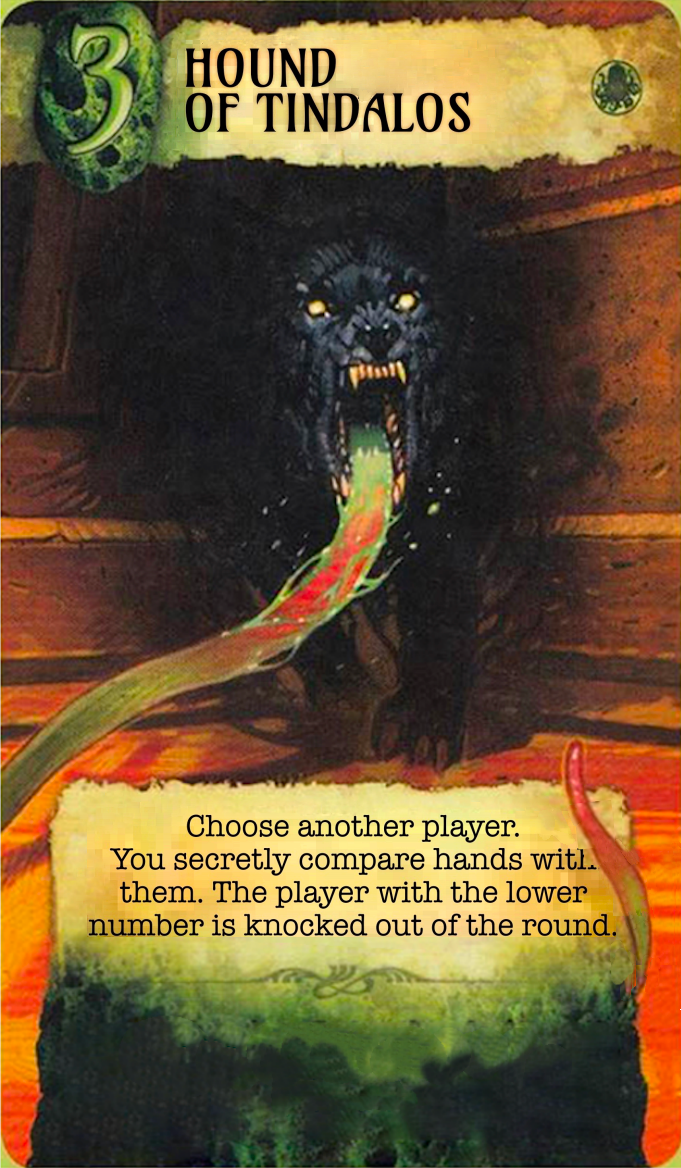 3
HOUND
OF TINDALOS
Choose another player.
You secretly compare hands with
them. The player with the lower
number is knocked out of the round.